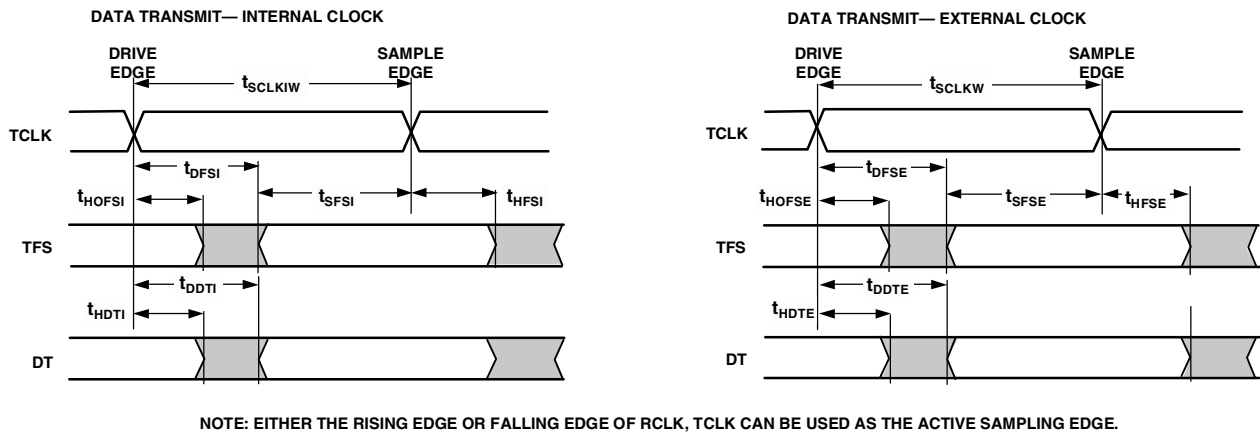 DATA TRANSMIT— INTERNAL CLOCK
DRIVE
EDGE
SAMPLE
EDGE
tSCLKIW
TCLK
tDFSI
tHOFSI
tSFSI
tHFSI
TFS
tDDTI
tHDTI
DT
DATA TRANSMIT— EXTERNAL CLOCK
DRIVE
EDGE
SAMPLE
EDGE
tSCLKW
TCLK
tDFSE
tHOFSE
tSFSE
tHFSE
TFS
tDDTE
tHDTE
DT
NOTE: EITHER THE RISING EDGE OR FALLING EDGE OF RCLK, TCLK CAN BE USED AS THE ACTIVE SAMPLING EDGE.